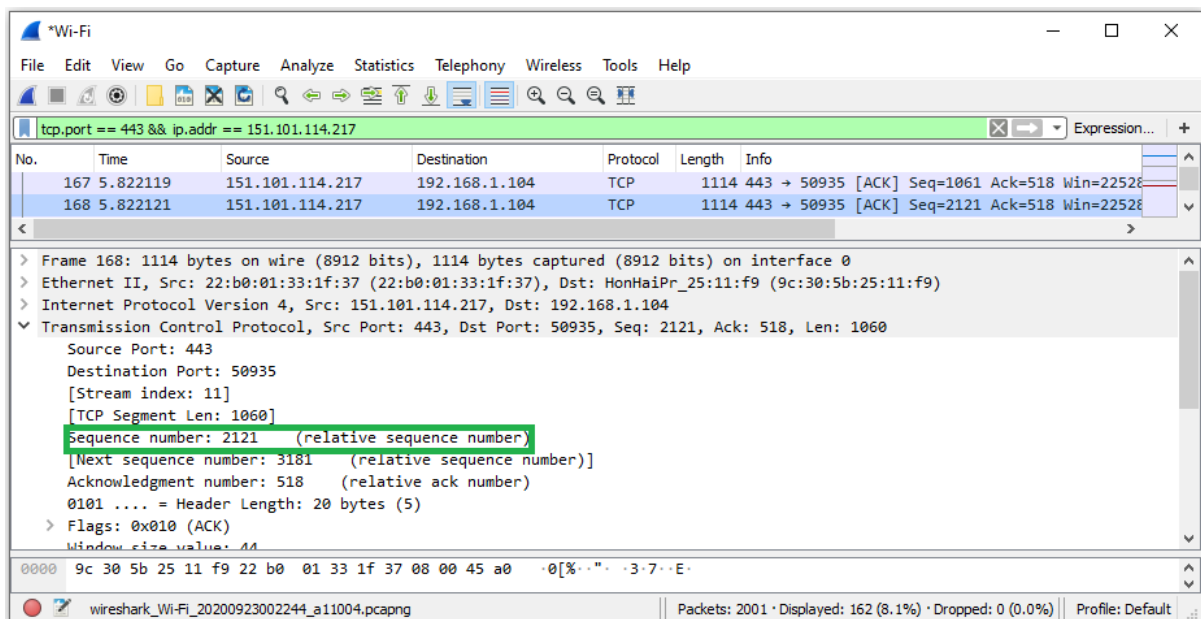 *Wi-Fi
File Edit View Go Capture Analyze Statistics Telephony Wireless Tools Help
tcp.port == 443 && ip.addr == 151.101.114.217 Expression... +
No. Time Source Destination Protocol Length Info
167 5.822119 151.101.114.217 192.168.1.104 TCP 1114 443 → 50935 [ACK] Seq=1061 Ack=518 Win=22528
168 5.822121 151.101.114.217 192.168.1.104 TCP 1114 443 → 50935 [ACK] Seq=2121 Ack=518 Win=22528
> Frame 168: 1114 bytes on wire (8912 bits), 1114 bytes captured (8912 bits) on interface 0
> Ethernet II, Src: 22:b0:01:33:1f:37 (22:b0:01:33:1f:37), Dst: HonHaiPr_25:11:f9 (9c:30:5b:25:11:f9)
> Internet Protocol Version 4, Src: 151.101.114.217, Dst: 192.168.1.104
Transmission Control Protocol, Src Port: 443, Dst Port: 50935, Seq: 2121, Ack: 518, Len: 1060
Source Port: 443
Destination Port: 50935
[Stream index: 11]
[TCP Segment Len: 1060]
Sequence number: 2121 (relative sequence number)
[Next sequence number: 3181 (relative sequence number)]
Acknowledgment number: 518 (relative ack number)
0101 .... = Header Length: 20 bytes (5)
> Flags: 0x010 (ACK)
Window size value: 44
0000 9c 30 5b 25 11 f9 22 b0 01 33 1f 37 08 00 45 a0 ·0[%··"· ·3·7··E·
wireshark_Wi-Fi_20200923002244_a11004.pcapng Packets: 2001 · Displayed: 162 (8.1%) · Dropped: 0 (0.0%) Profile: Default